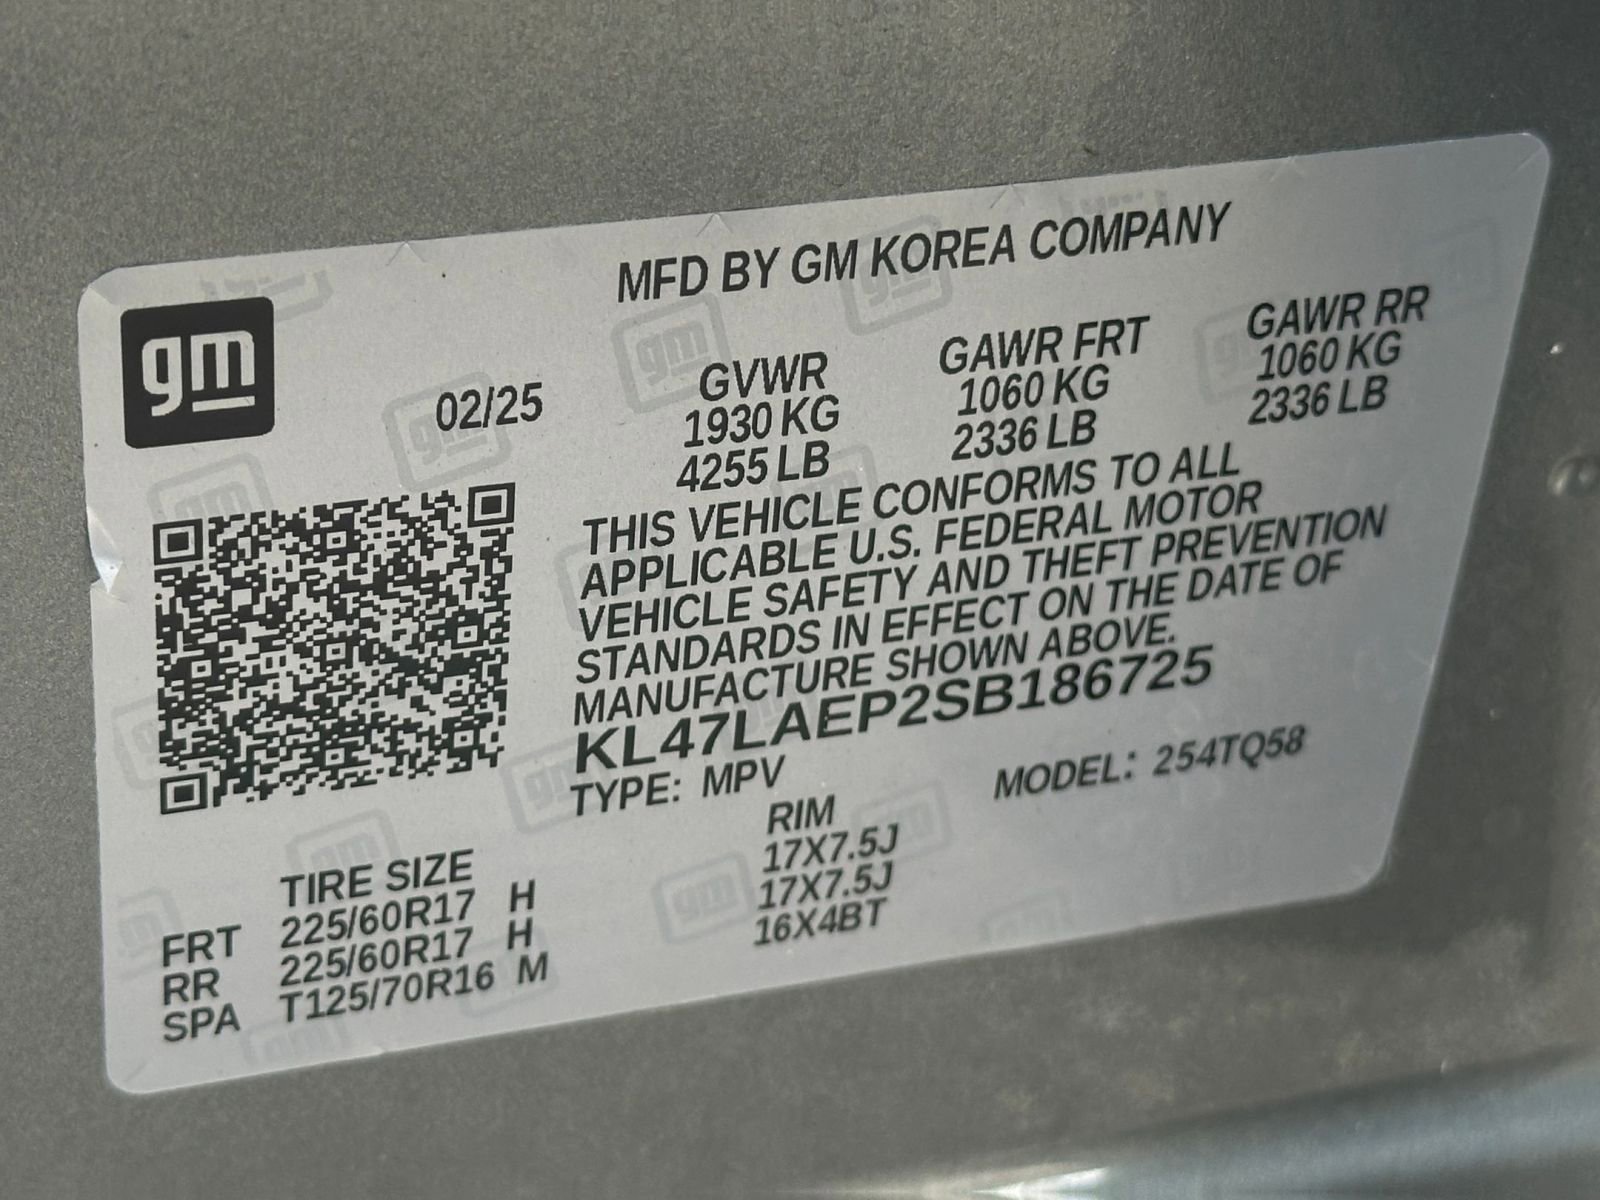 MFD BY GM KOREA COMPANY
gm
02/25
GVWR GAWR FRT GAWR RR
1930 KG 1060 KG 1060 KG
4255 LB 2336 LB 2336 LB
THIS VEHICLE CONFORMS TO ALL
APPLICABLE U.S. FEDERAL MOTOR
VEHICLE SAFETY AND THEFT PREVENTION
STANDARDS IN EFFECT ON THE DATE OF
MANUFACTURE SHOWN ABOVE.
KL47LAEP2SB186725
TYPE: MPV MODEL: 254TQ58
TIRE SIZE RIM
FRT 225/60R17 H 17X7.5J
RR 225/60R17 H 17X7.5J
SPA T125/70R16 M 16X4BT